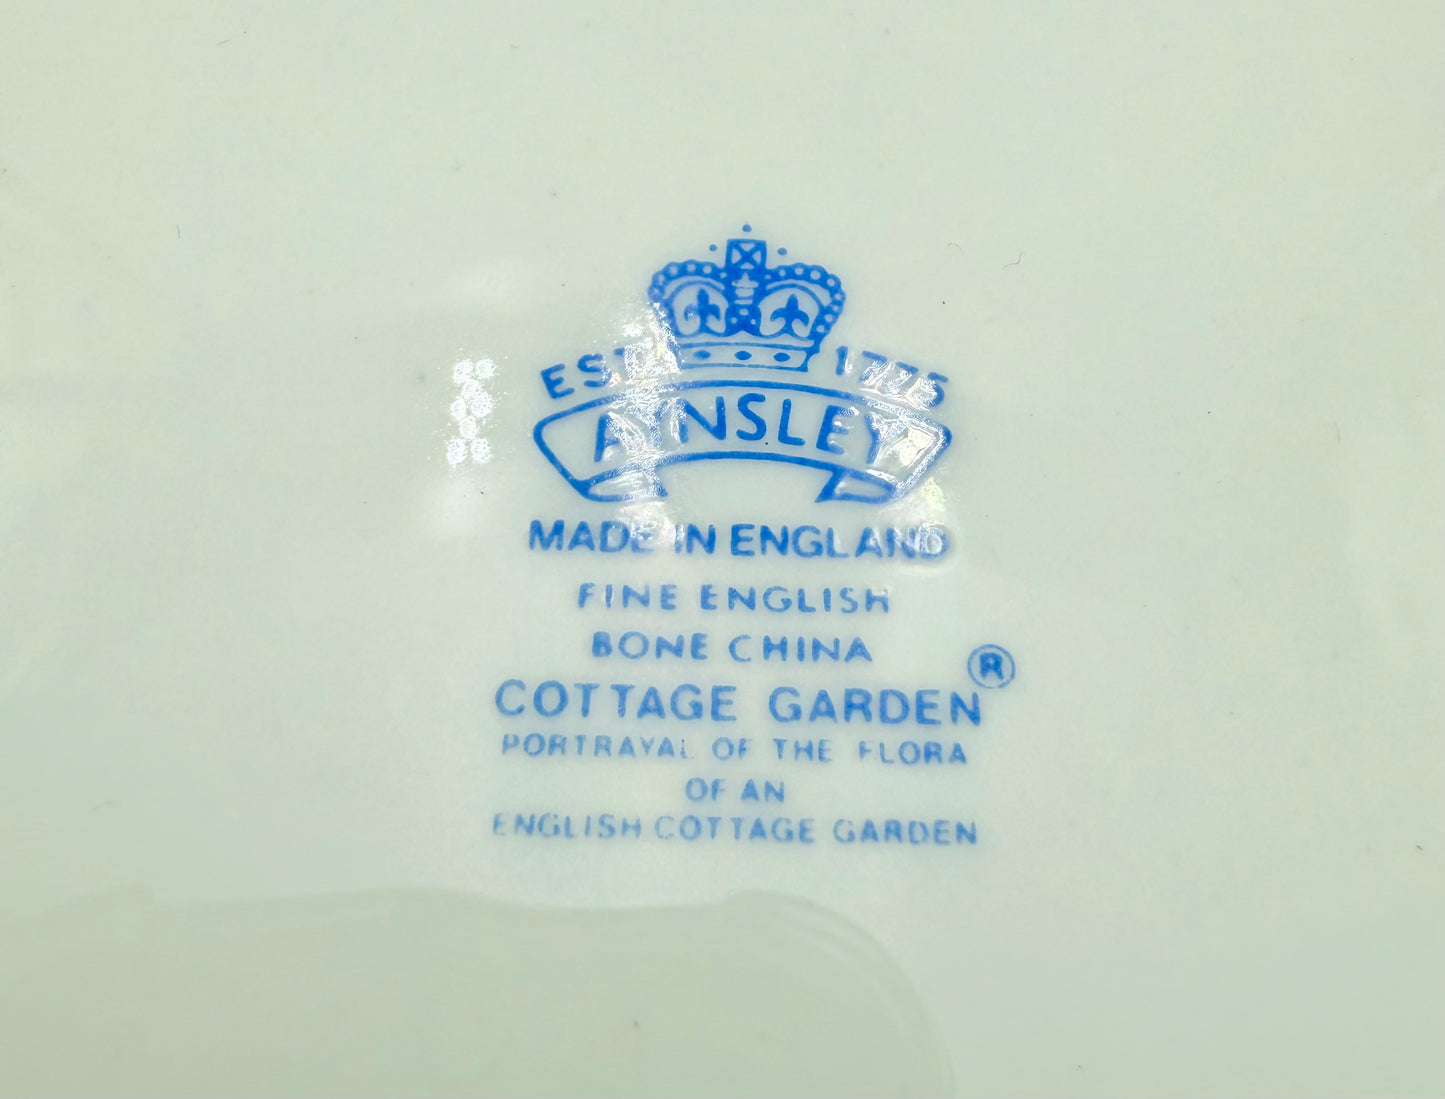 EST 1775
AYNSLEY
MADE IN ENGLAND
FINE ENGLISH
BONE CHINA
COTTAGE GARDEN ®
PORTRAYAL OF THE FLORA
OF AN
ENGLISH COTTAGE GARDEN